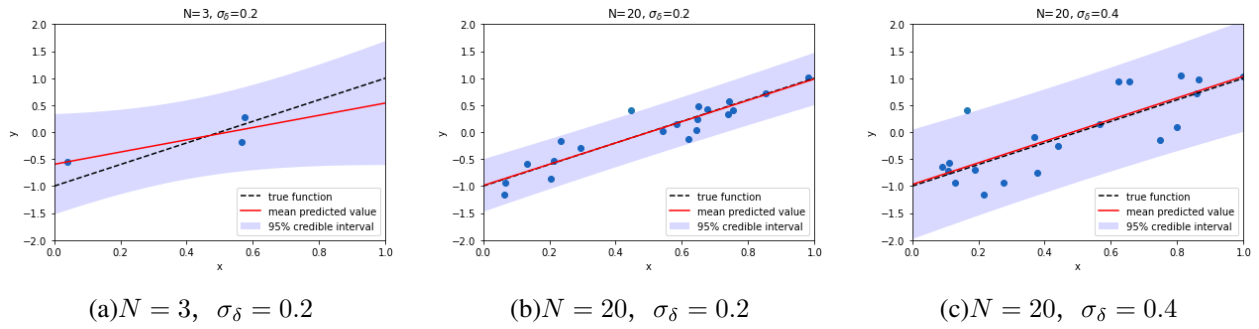 N=3, σ_δ=0.2
2.0
1.5
1.0
0.5
0.0
−0.5
−1.0
−1.5
−2.0
y
0.0 0.2 0.4 0.6 0.8 1.0
x
true function
mean predicted value
95% credible interval
(a)N = 3, σ_δ = 0.2
N=20, σ_δ=0.2
2.0
1.5
1.0
0.5
0.0
−0.5
−1.0
−1.5
−2.0
y
0.0 0.2 0.4 0.6 0.8 1.0
x
true function
mean predicted value
95% credible interval
(b)N = 20, σ_δ = 0.2
N=20, σ_δ=0.4
2.0
1.5
1.0
0.5
0.0
−0.5
−1.0
−1.5
−2.0
y
0.0 0.2 0.4 0.6 0.8 1.0
x
true function
mean predicted value
95% credible interval
(c)N = 20, σ_δ = 0.4